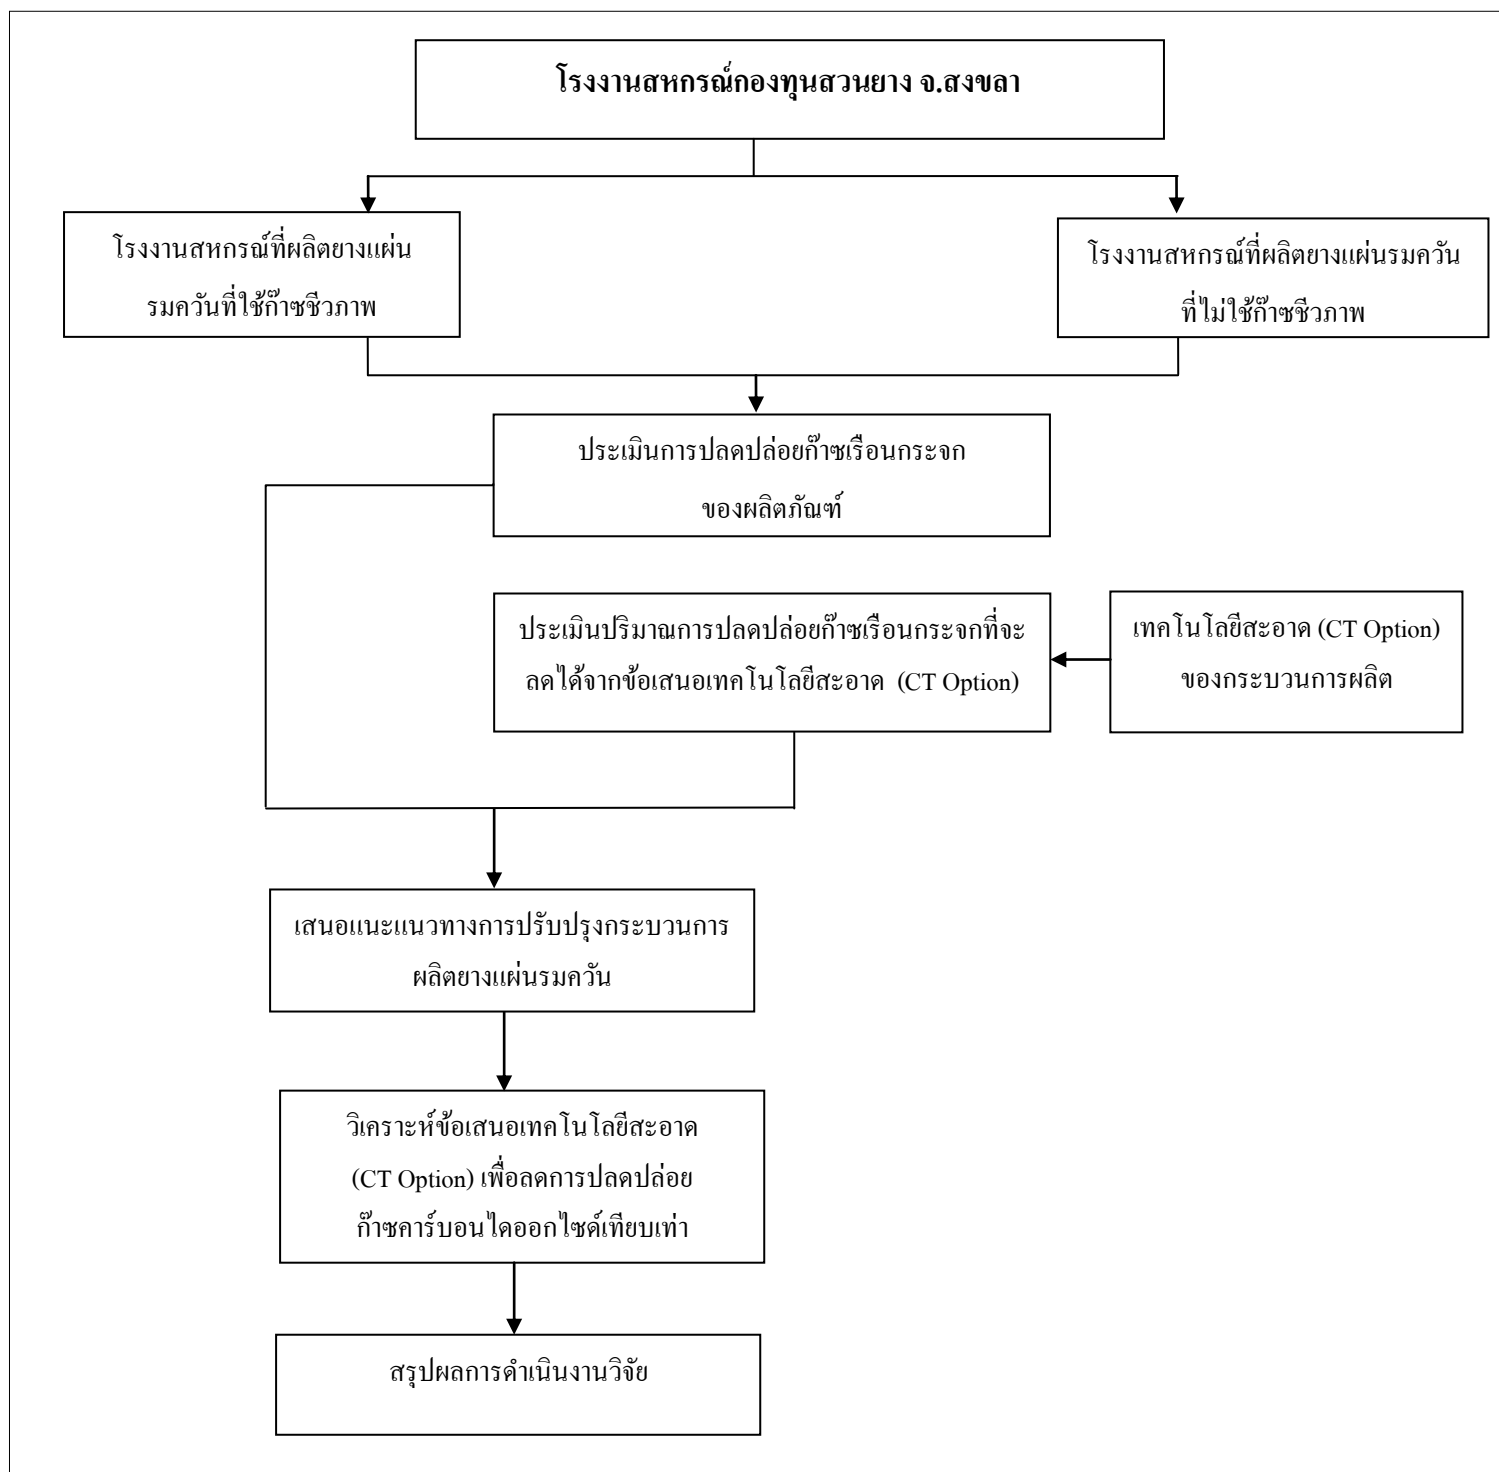 โรงงานสหกรณ์กองทุนสวนยาง จ.สงขลา
โรงงานสหกรณ์ที่ผลิตยางแผ่น
รมควันที่ใช้ก๊าซชีวภาพ
โรงงานสหกรณ์ที่ผลิตยางแผ่นรมควัน
ที่ไม่ใช้ก๊าซชีวภาพ
ประเมินการปลดปล่อยก๊าซเรือนกระจก
ของผลิตภัณฑ์
ประเมินปริมาณการปลดปล่อยก๊าซเรือนกระจกที่จะ
ลดได้จากข้อเสนอเทคโนโลยีสะอาด (CT Option)
เทคโนโลยีสะอาด (CT Option)
ของกระบวนการผลิต
เสนอแนะแนวทางการปรับปรุงกระบวนการ
ผลิตยางแผ่นรมควัน
วิเคราะห์ข้อเสนอเทคโนโลยีสะอาด
(CT Option) เพื่อลดการปลดปล่อย
ก๊าซคาร์บอนไดออกไซด์เทียบเท่า
สรุปผลการดำเนินงานวิจัย